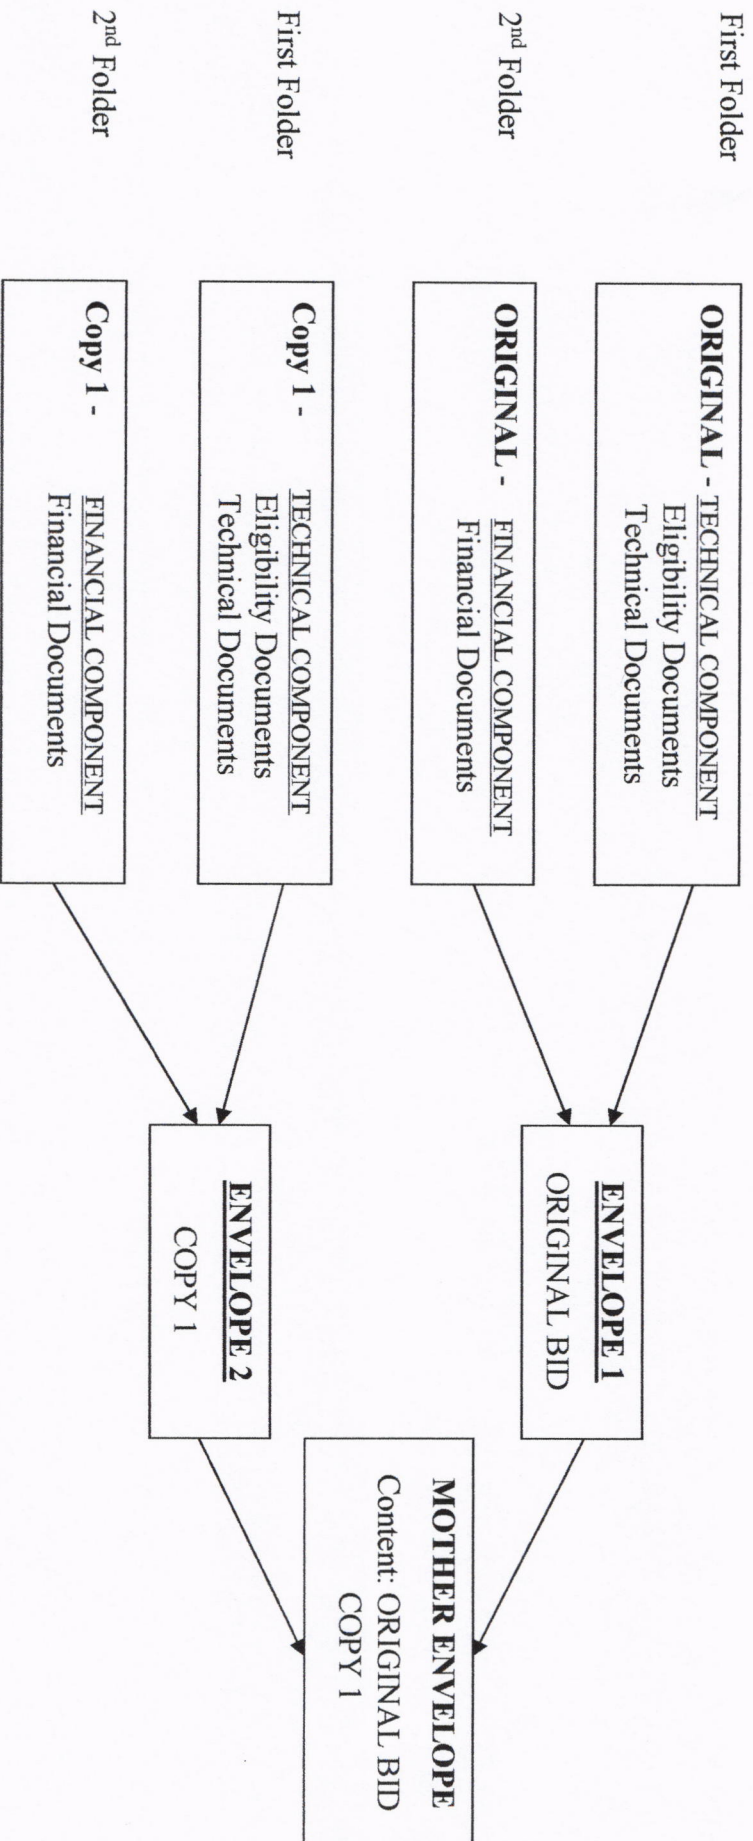 First Folder
ORIGINAL - TECHNICAL COMPONENT
Eligibility Documents
Technical Documents
2nd Folder
ORIGINAL - FINANCIAL COMPONENT
Financial Documents
First Folder
Copy 1 - TECHNICAL COMPONENT
Eligibility Documents
Technical Documents
2nd Folder
Copy 1 - FINANCIAL COMPONENT
Financial Documents
ENVELOPE 1
ORIGINAL BID
ENVELOPE 2
COPY 1
MOTHER ENVELOPE
Content: ORIGINAL BID
COPY 1